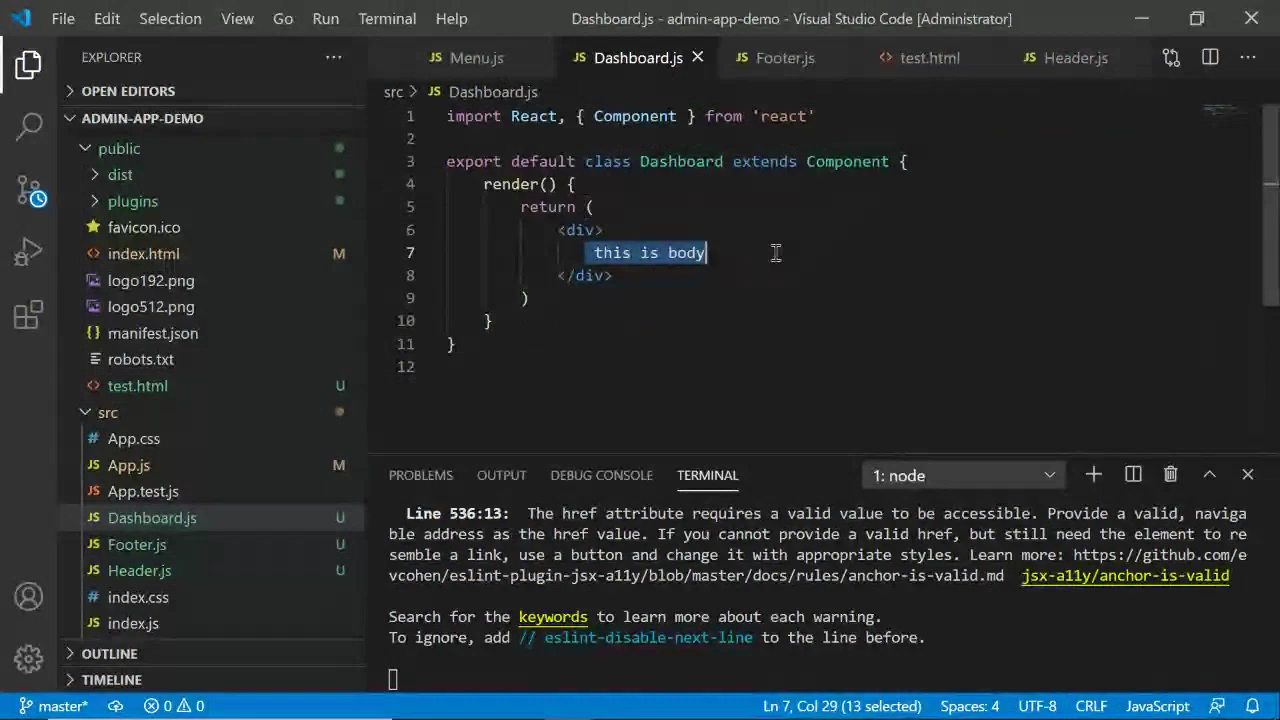 File Edit Selection View Go Run Terminal Help Dashboard.js - admin-app-demo - Visual Studio Code [Administrator]
EXPLORER
JS Menu.js JS Dashboard.js JS Footer.js <> test.html JS Header.js
OPEN EDITORS
ADMIN-APP-DEMO
public
dist
plugins
favicon.ico
index.html M
logo192.png
logo512.png
{} manifest.json
robots.txt
<> test.html U
src
# App.css
JS App.js M
JS App.test.js
JS Dashboard.js U
JS Footer.js U
JS Header.js U
# index.css
JS index.js
OUTLINE
TIMELINE
src > JS Dashboard.js
1 import React, { Component } from 'react'
2
3 export default class Dashboard extends Component {
4 render() {
5 return (
6 <div>
7 this is body
8 </div>
9 )
10 }
11 }
12
PROBLEMS OUTPUT DEBUG CONSOLE TERMINAL 1: node
Line 536:13: The href attribute requires a valid value to be accessible. Provide a valid, naviga
ble address as the href value. If you cannot provide a valid href, but still need the element to re
semble a link, use a button and change it with appropriate styles. Learn more: https://github.com/e
vcohen/eslint-plugin-jsx-a11y/blob/master/docs/rules/anchor-is-valid.md jsx-a11y/anchor-is-valid
Search for the keywords to learn more about each warning.
To ignore, add // eslint-disable-next-line to the line before.
master* 0 0 Ln 7, Col 29 (13 selected) Spaces: 4 UTF-8 CRLF JavaScript